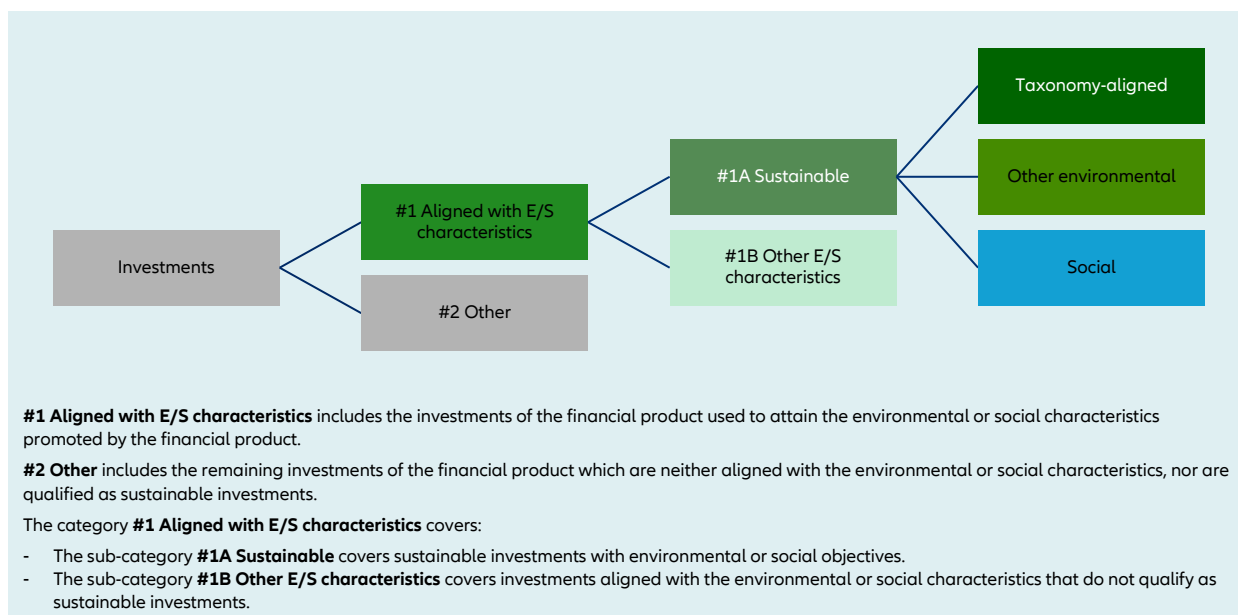 Taxonomy-aligned
#1A Sustainable
Other environmental
#1 Aligned with E/S
characteristics
Investments
#1B Other E/S
characteristics
Social
#2 Other
#1 Aligned with E/S characteristics includes the investments of the financial product used to attain the environmental or social characteristics
promoted by the financial product.
#2 Other includes the remaining investments of the financial product which are neither aligned with the environmental or social characteristics, nor are
qualified as sustainable investments.
The category #1 Aligned with E/S characteristics covers:
- The sub-category #1A Sustainable covers sustainable investments with environmental or social objectives.
- The sub-category #1B Other E/S characteristics covers investments aligned with the environmental or social characteristics that do not qualify as
sustainable investments.